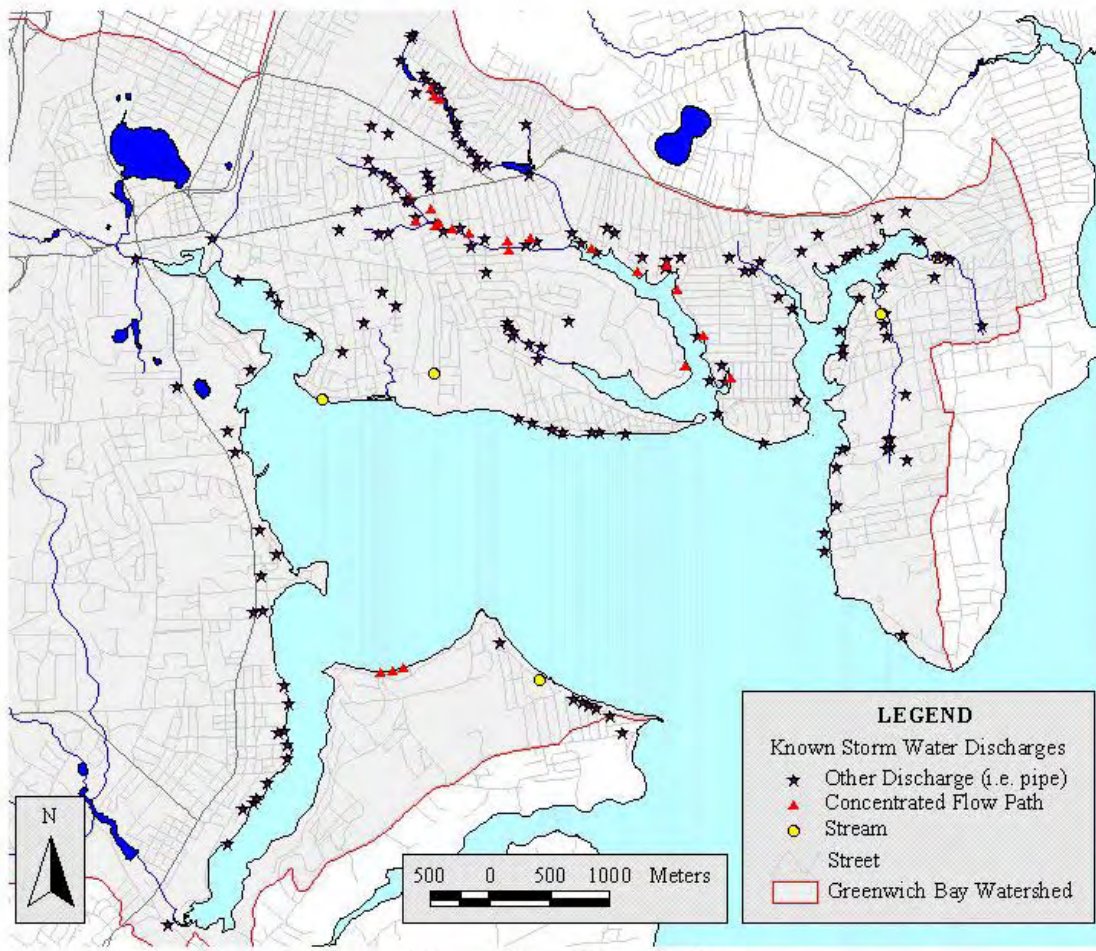 LEGEND
Known Storm Water Discharges
Other Discharge (i.e. pipe)
Concentrated Flow Path
Stream
Street
Greenwich Bay Watershed
N
500 0 500 1000 Meters